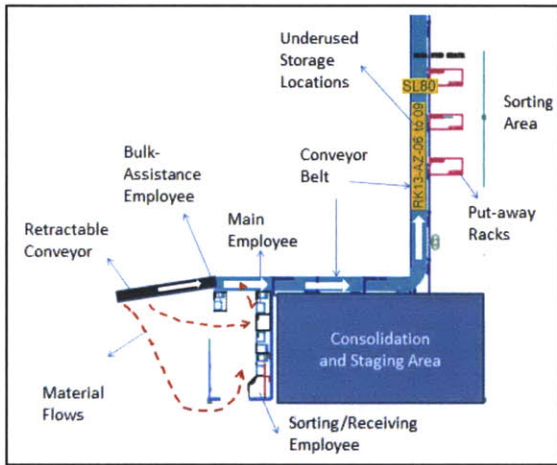 Underused
Storage
Locations
SL80
Sorting
Area
RK13-AZ-06 to 09
Bulk-
Assistance
Employee
Conveyor
Belt
Put-away
Racks
Retractable
Conveyor
Main
Employee
Consolidation
and Staging Area
Material
Flows
Sorting/Receiving
Employee